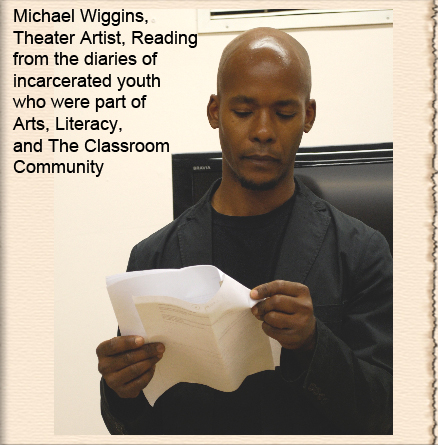 Michael Wiggins,
Theater Artist, Reading
from the diaries of
incarcerated youth
who were part of
Arts, Literacy,
and The Classroom
Community
BRAVIA